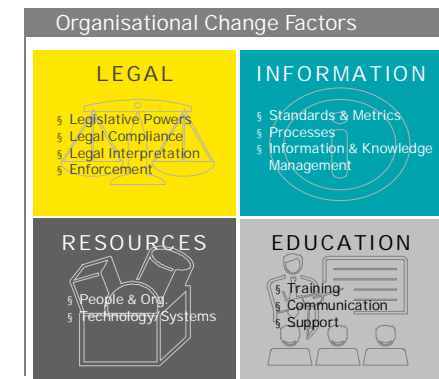 Organisational Change Factors
LEGAL
§ Legislative Powers
§ Legal Compliance
§ Legal Interpretation
§ Enforcement
INFORMATION
§ Standards & Metrics
§ Processes
§ Information & Knowledge
Management
RESOURCES
§ People & Org.
§ Technology/Systems
EDUCATION
§ Training
§ Communication
§ Support